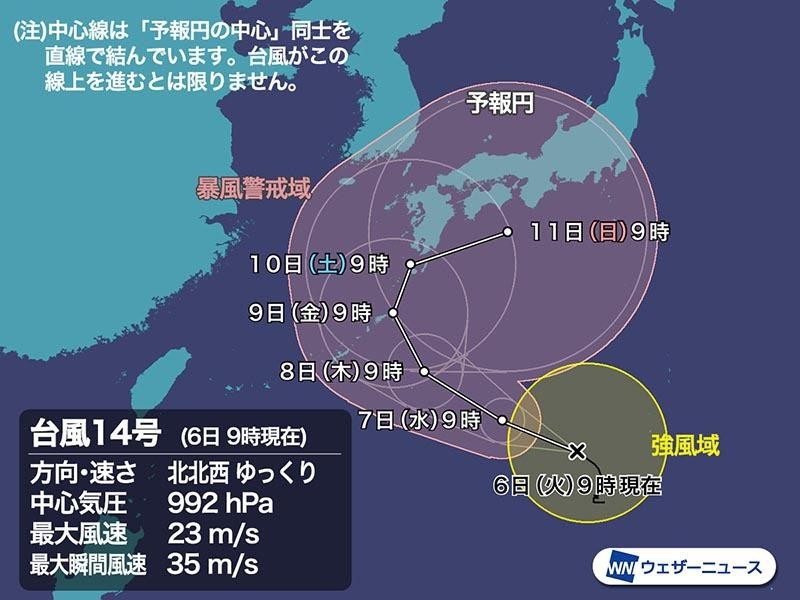 (注)中心線は「予報円の中心」同士を
直線で結んでいます。台風がこの
線上を進むとは限りません。
予報円
暴風警戒域
11日(日)9時
10日(土)9時
9日(金)9時
8日(木)9時
7日(水)9時
強風域
6日(火)9時現在
台風14号 (6日 9時現在)
方向・速さ 北北西 ゆっくり
中心気圧 992 hPa
最大風速 23 m/s
最大瞬間風速 35 m/s
WN ウェザーニュース